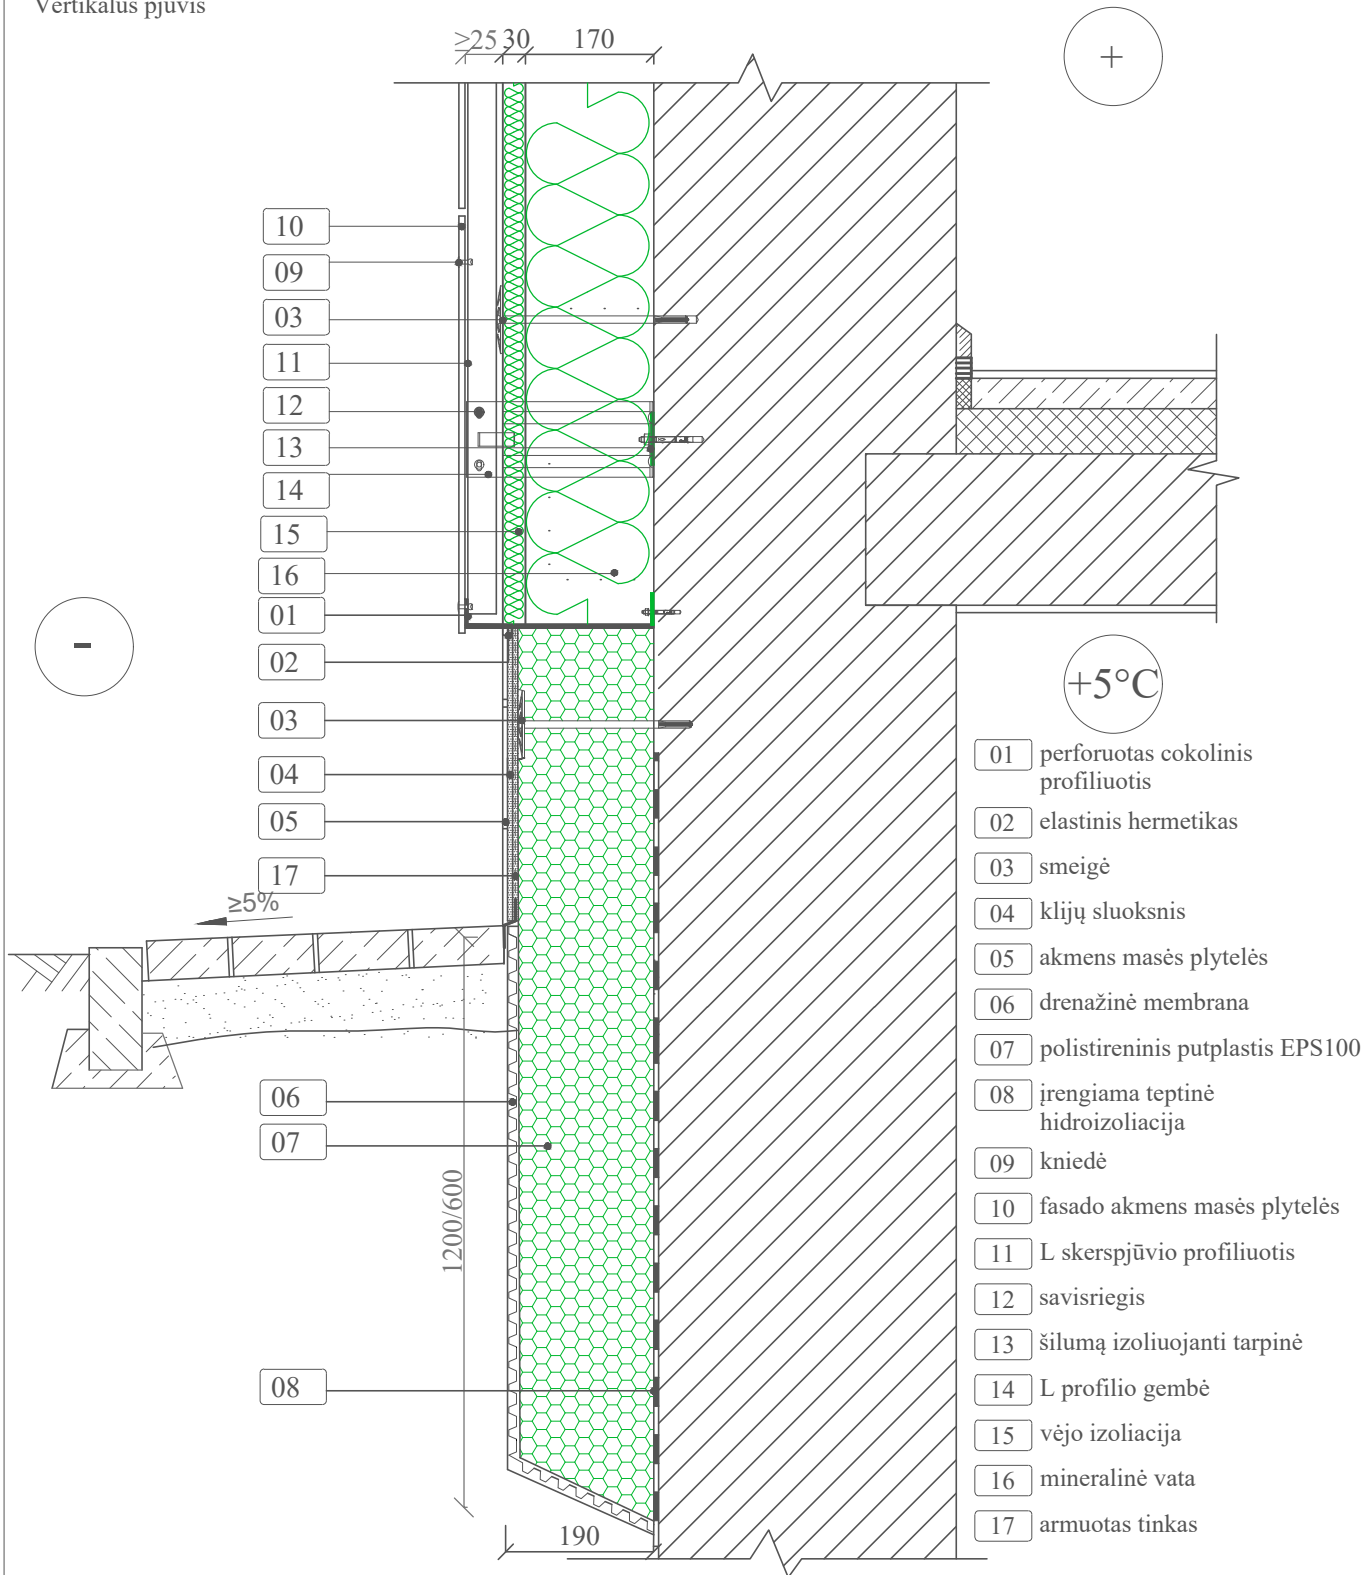 Vertikalus pjūvis
≥25 30 170
+
10
09
03
11
12
13
14
15
16
01
-
02
+5°C
03
04
05
17
≥5%
06
07
1200/600
08
190
01 perforuotas cokolinis
profiliuotis
02 elastinis hermetikas
03 smeigė
04 klijų sluoksnis
05 akmens masės plytelės
06 drenažinė membrana
07 polistireninis putplastis EPS100
08 įrengiama teptinė
hidroizoliacija
09 kniedė
10 fasado akmens masės plytelės
11 L skerspjūvio profiliuotis
12 savisriegis
13 šilumą izoliuojanti tarpinė
14 L profilio gembė
15 vėjo izoliacija
16 mineralinė vata
17 armuotas tinkas